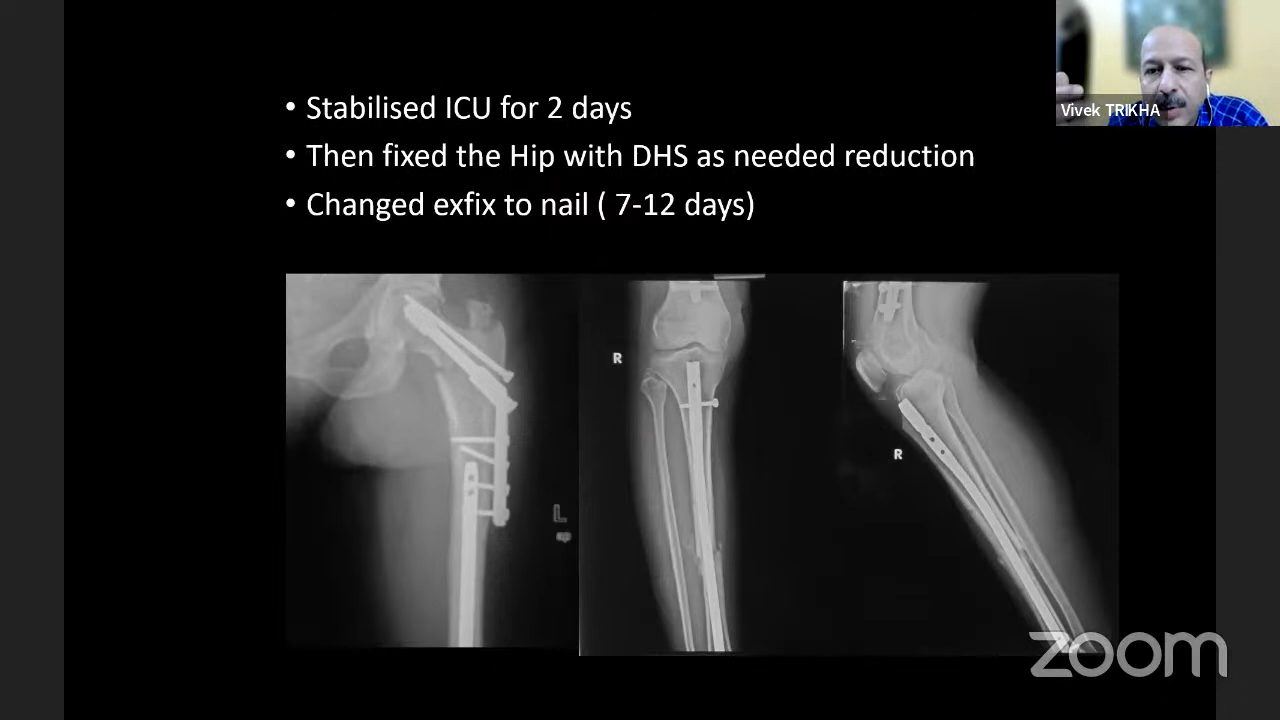 • Stabilised ICU for 2 days
• Then fixed the Hip with DHS as needed reduction
• Changed exfix to nail ( 7-12 days)
Vivek TRIKHA
R
R
L
zoom